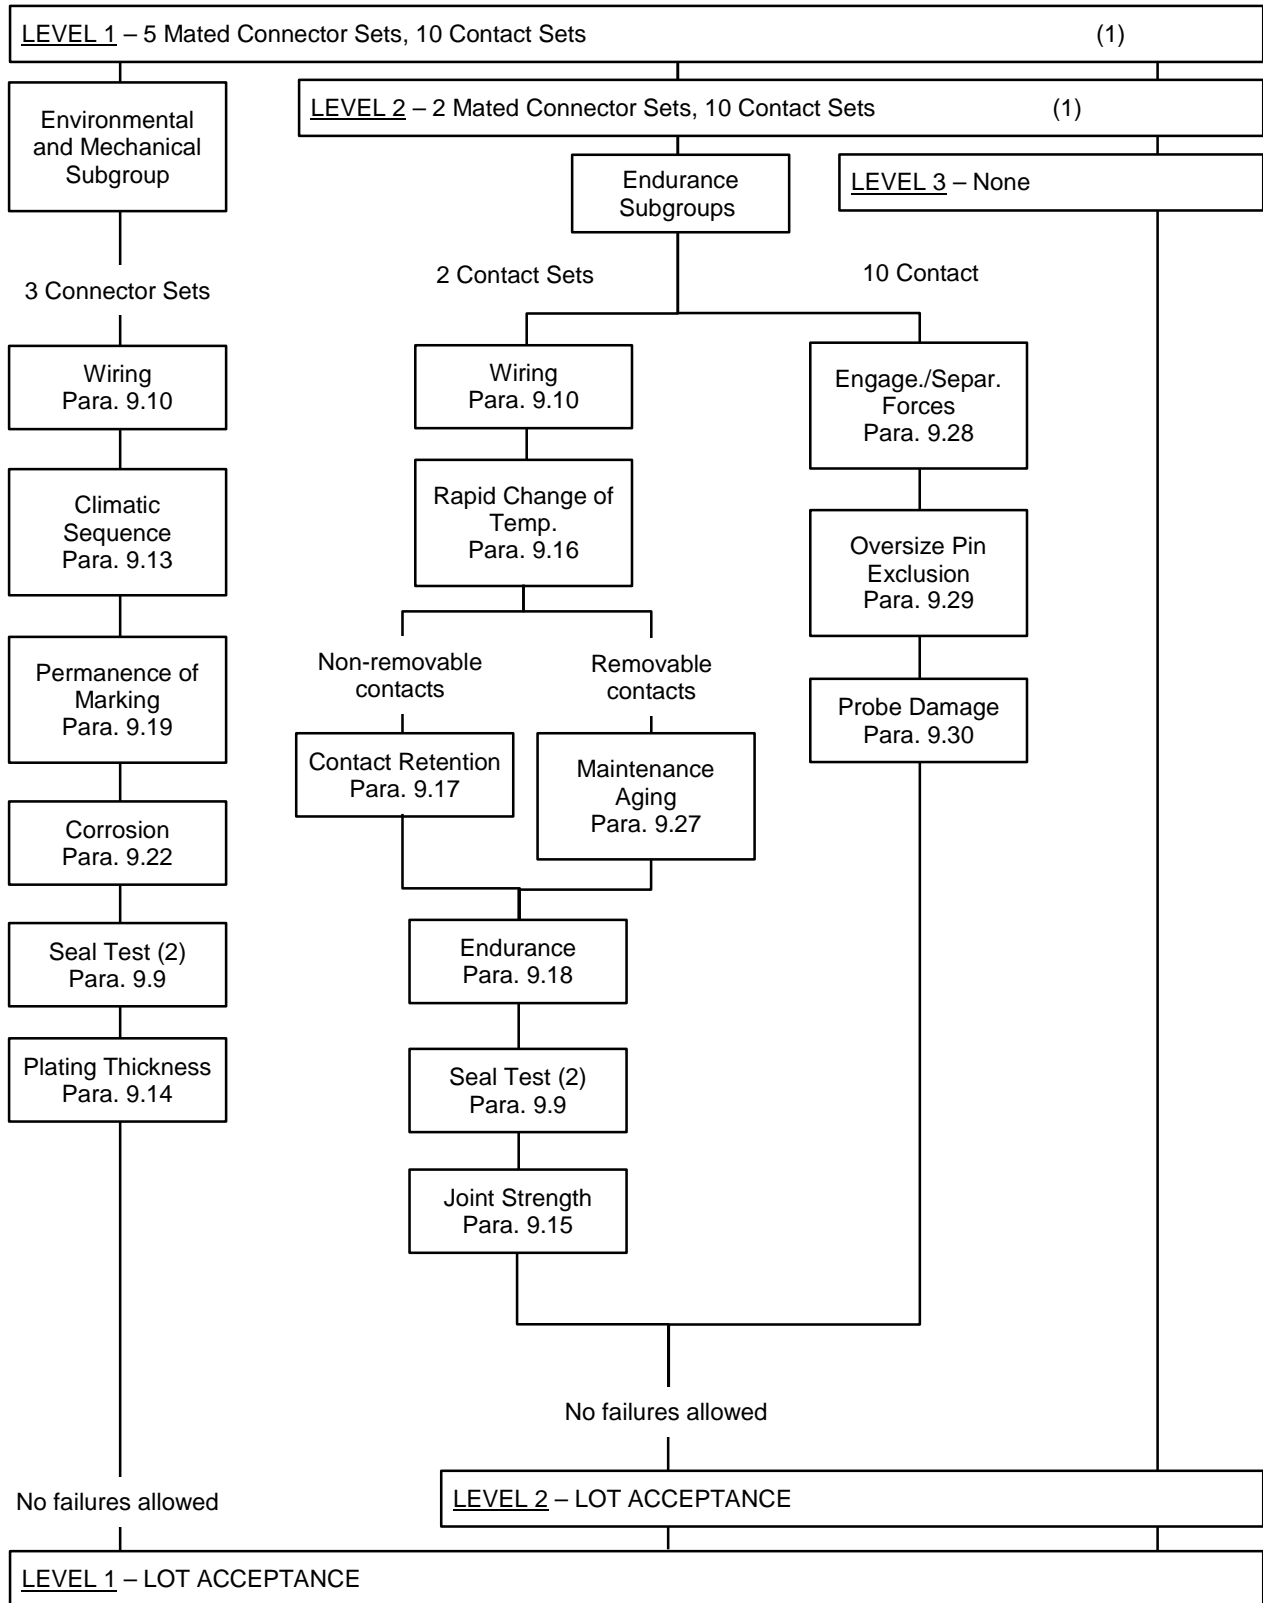 LEVEL 1 – 5 Mated Connector Sets, 10 Contact Sets (1)
LEVEL 2 – 2 Mated Connector Sets, 10 Contact Sets (1)
LEVEL 3 – None
Environmental
and Mechanical
Subgroup
3 Connector Sets
Wiring
Para. 9.10
Climatic
Sequence
Para. 9.13
Permanence of
Marking
Para. 9.19
Corrosion
Para. 9.22
Seal Test (2)
Para. 9.9
Plating Thickness
Para. 9.14
No failures allowed
Endurance
Subgroups
2 Contact Sets
Wiring
Para. 9.10
Rapid Change of
Temp.
Para. 9.16
Non-removable
contacts
Contact Retention
Para. 9.17
Removable
contacts
Maintenance
Aging
Para. 9.27
Endurance
Para. 9.18
Seal Test (2)
Para. 9.9
Joint Strength
Para. 9.15
10 Contact
Engage./Separ.
Forces
Para. 9.28
Oversize Pin
Exclusion
Para. 9.29
Probe Damage
Para. 9.30
No failures allowed
LEVEL 2 – LOT ACCEPTANCE
LEVEL 1 – LOT ACCEPTANCE